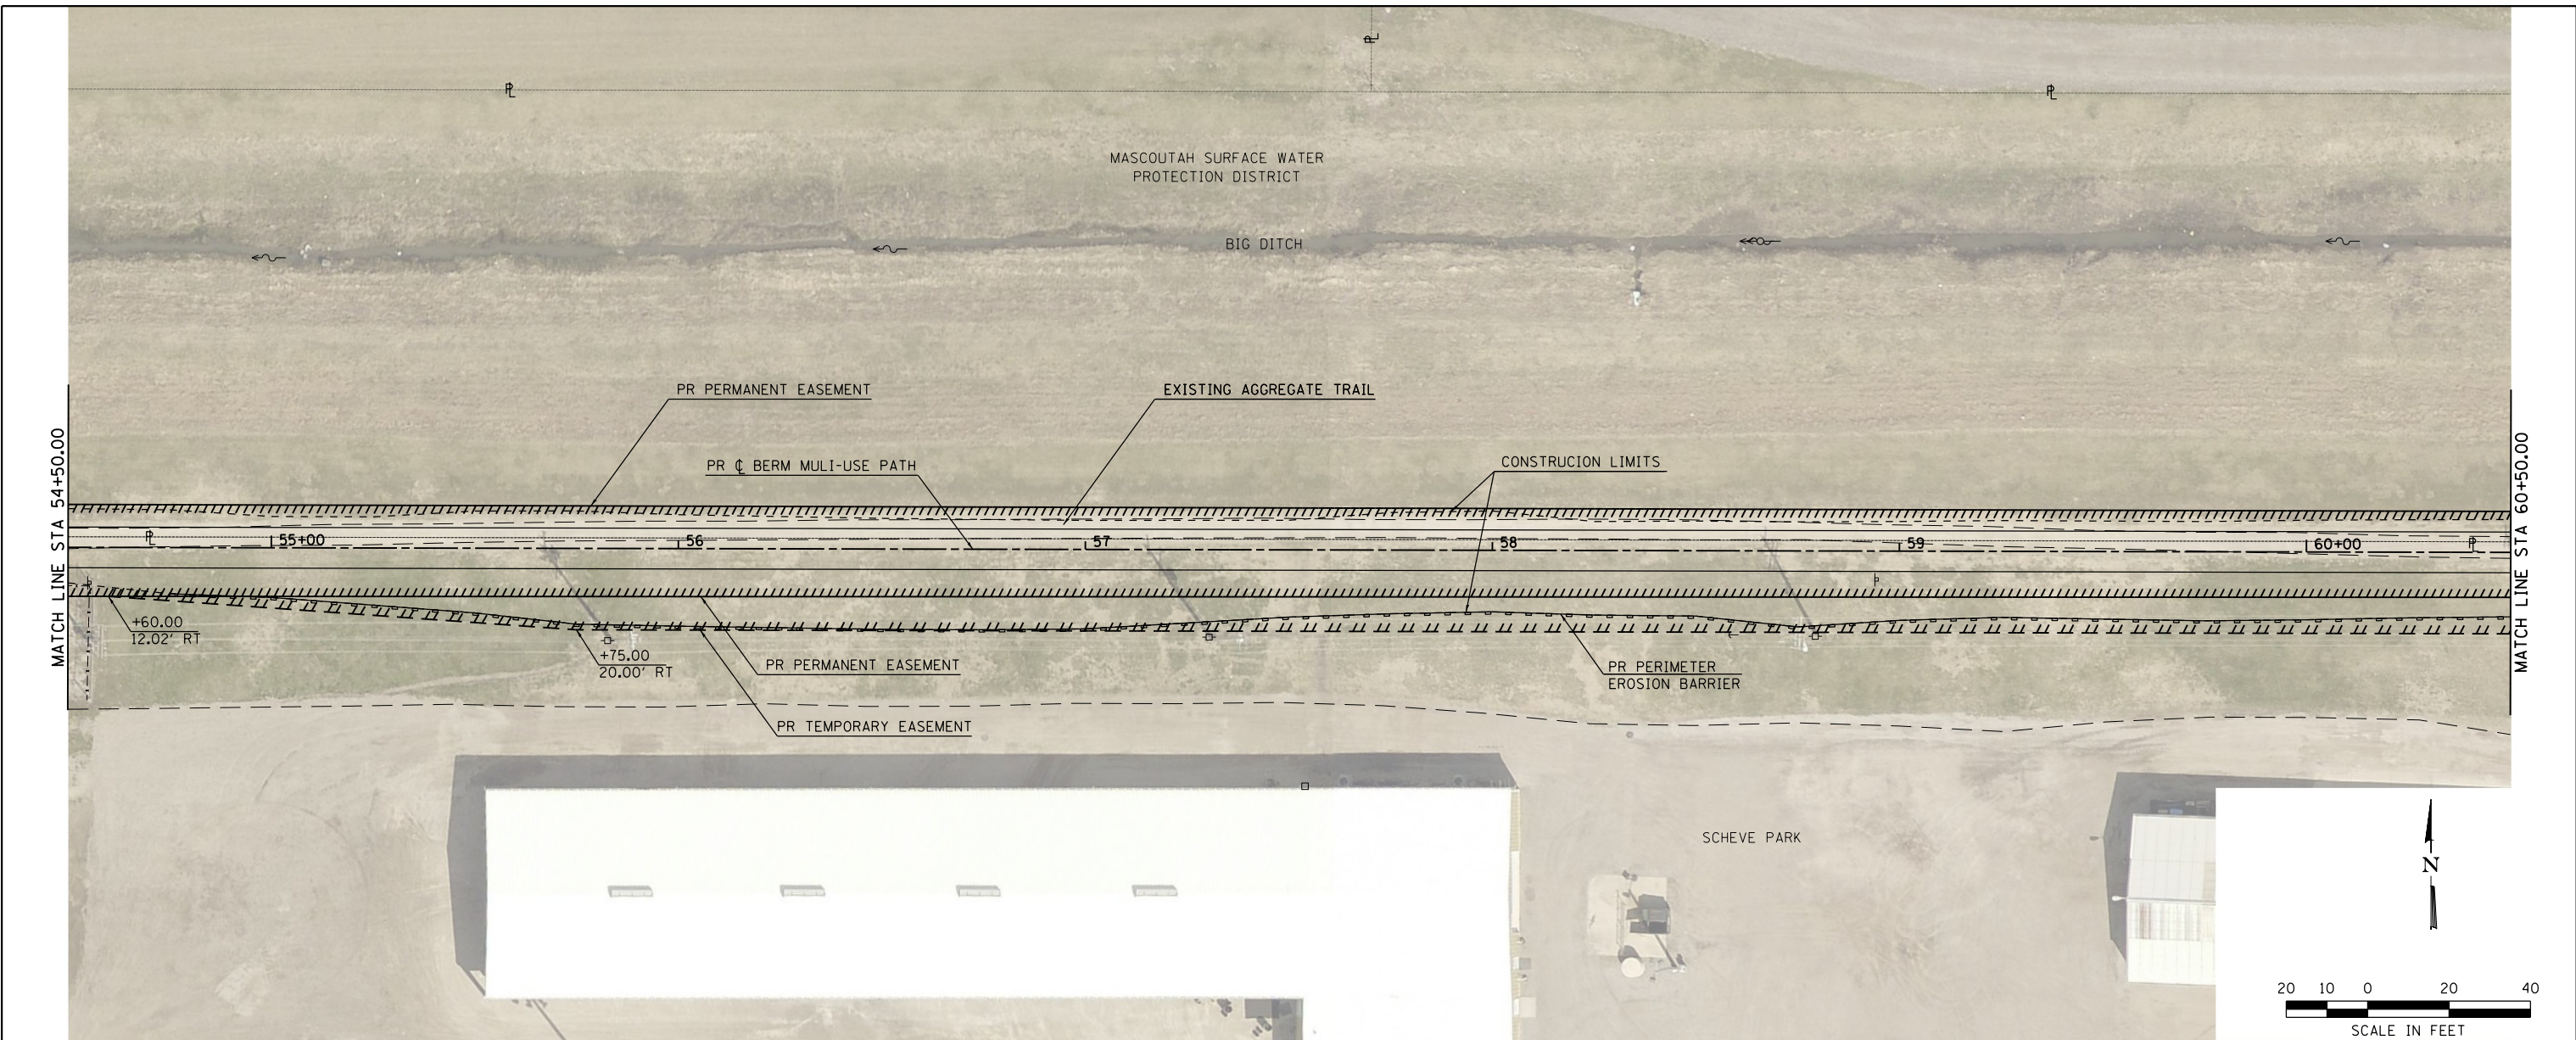 MASCOUTAH SURFACE WATER
PROTECTION DISTRICT
BIG DITCH
PR PERMANENT EASEMENT
EXISTING AGGREGATE TRAIL
PR ℄ BERM MULI-USE PATH
CONSTRUCION LIMITS
MATCH LINE STA 54+50.00
MATCH LINE STA 60+50.00
55+00
56
57
58
59
60+00
+60.00
12.02' RT
+75.00
20.00' RT
PR PERMANENT EASEMENT
PR PERIMETER
EROSION BARRIER
PR TEMPORARY EASEMENT
SCHEVE PARK
N
20 10 0 20 40
SCALE IN FEET